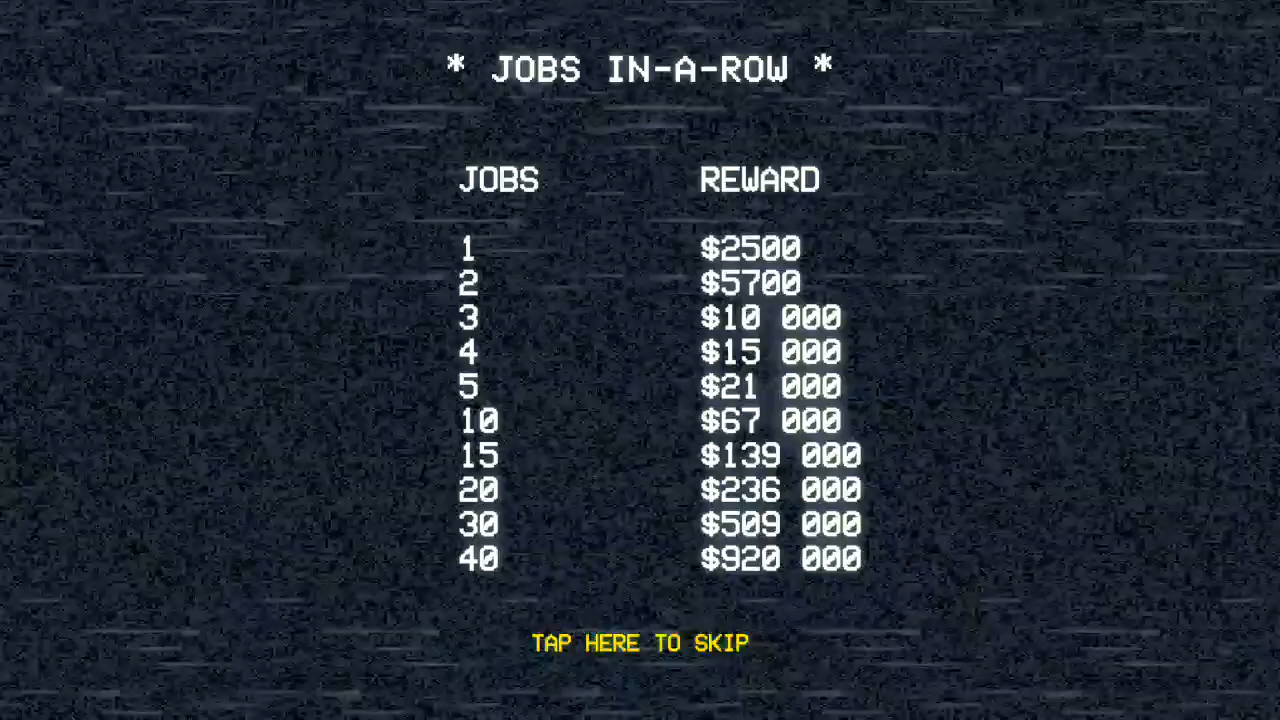 * JOBS IN-A-ROW *
JOBS REWARD
1 $2500
2 $5700
3 $10 000
4 $15 000
5 $21 000
10 $67 000
15 $139 000
20 $236 000
30 $509 000
40 $920 000
TAP HERE TO SKIP